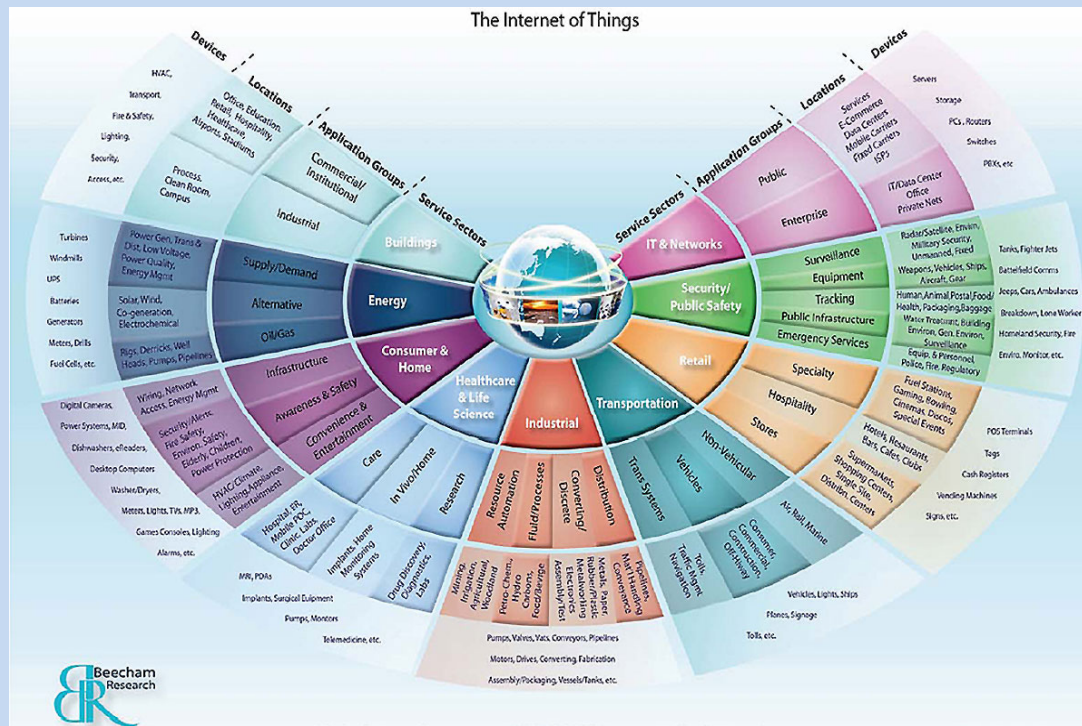 The Internet of Things
Devices
Locations
Application Groups
Service Sectors
Service Sectors
Application Groups
Locations
Devices
HVAC,
Transport,
Fire & Safety,
Lighting,
Security,
Access, etc.
Office, Education,
Retail, Hospitality,
Healthcare,
Airports, Stadiums
Process,
Clean Room,
Campus
Commercial/
Institutional
Industrial
Buildings
Turbines
Windmills
UPS
Batteries
Generators
Meters, Drills
Fuel Cells, etc.
Power Gen, Trans &
Dist, Low Voltage,
Power Quality,
Energy Mgmt
Solar, Wind,
Co-generation,
Electrochemical
Rigs, Derricks, Well
Heads, Pumps, Pipelines
Supply/Demand
Alternative
Oil/Gas
Energy
Digital Cameras,
Power Systems, MID,
Dishwashers, eReaders,
Desktop Computers
Washer/Dryers,
Meters, Lights, TVs, MP3,
Games Consoles, Lighting
Alarms, etc.
Wiring, Network
Access, Energy Mgmt
Security/Alerts,
Fire Safety,
Environ. Safety,
Elderly, Children,
Power Protection
HVAC/Climate,
Lighting, Appliance,
Entertainment
Infrastructure
Awareness & Safety
Convenience &
Entertainment
Consumer &
Home
MRI, PDAs
Implants, Surgical Euipment
Pumps, Monitors
Telemedicine, etc.
Hospital, ER,
Mobile POC,
Clinic, Labs,
Doctor Office
Implants, Home
Monitoring
Systems
Drug Discovery,
Diagnostics,
Labs
Care
In Vivo/Home
Research
Healthcare
& Life
Science
Industrial
Resource
Automation
Fluid/Processes
Converting/
Discrete
Distribution
Mining,
Irrigation,
Agricultural,
Woodland
Petro-Chem,
Hydro
Carbons,
Food/Bevrge
Metals, Paper,
Rubber/Plastic
Metalworking
Electronics
Assembly/Test
Pipelines,
Mat'l Handling
Conveyance
Pumps, Valves, Vats, Conveyors, Pipelines
Motors, Drives, Converting, Fabrication
Assembly/Packaging, Vessels/Tanks, etc.
Transportation
Trans Systems
Vehicles
Non-Vehicular
Tolls,
Trafic Mgmt
Navigation
Consumer,
Commercial,
Construction,
Off-Hiway
Air, Rail, Marine
Vehicles, Lights, Ships
Planes, Signage
Tolls, etc.
Retail
Specialty
Hospitality
Stores
Fuel Stations,
Gaming, Bowling,
Cinemas, Docos,
Special Events
Hotels, Resaurants,
Bars, Cafes, Clubs
Supermarkets,
Shopping Centers,
Single Site,
Distribn. Centers
POS Terminals
Tags
Cash Registers
Vending Machines
Signs, etc.
Security/
Public Safety
Surveillance
Equipment
Tracking
Public Infrastructure
Emergency Services
Radar/Satellite, Envirn,
Military Security,
Unmanned, Fixed
Weapons, Vehicles, Ships,
Aircraft, Gear
Human, Animal, Postal, Food/
Health, Packaging, Baggage
Water Treatment, Building
Environ, Gen. Environ,
Surveillance
Equip. & Personnel,
Police, Fire, Regulatory
Tanks, Fighter Jets
Battelfield Comms
Jeeps, Cars, Ambulances
Breakdown, Lone Worker
Homeland Security, Fire
Enviro. Monitor, etc.
IT & Networks
Public
Enterprise
Services
E-Commerce
Data Centers
Mobile Carriers
Fixed Carriers
ISPs
IT/Data Center
Office
Private Nets
Servers
Storage
PCs, Routers
Switches
PBXs, etc
Beecham
Research
BR